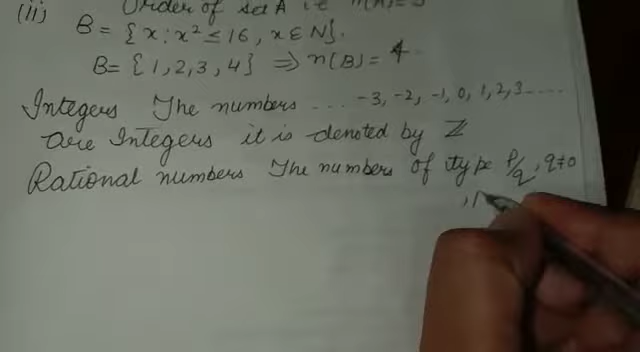 (ii) Order of set A i.e n(A)=5
B = {x : x² ≤ 16, x ∈ N}.
B = {1, 2, 3, 4} ⇒ n(B) = 4
Integers The numbers ... -3, -2, -1, 0, 1, 2, 3 .....
are Integers it is denoted by Z
Rational numbers The numbers of type p/q, q≠0